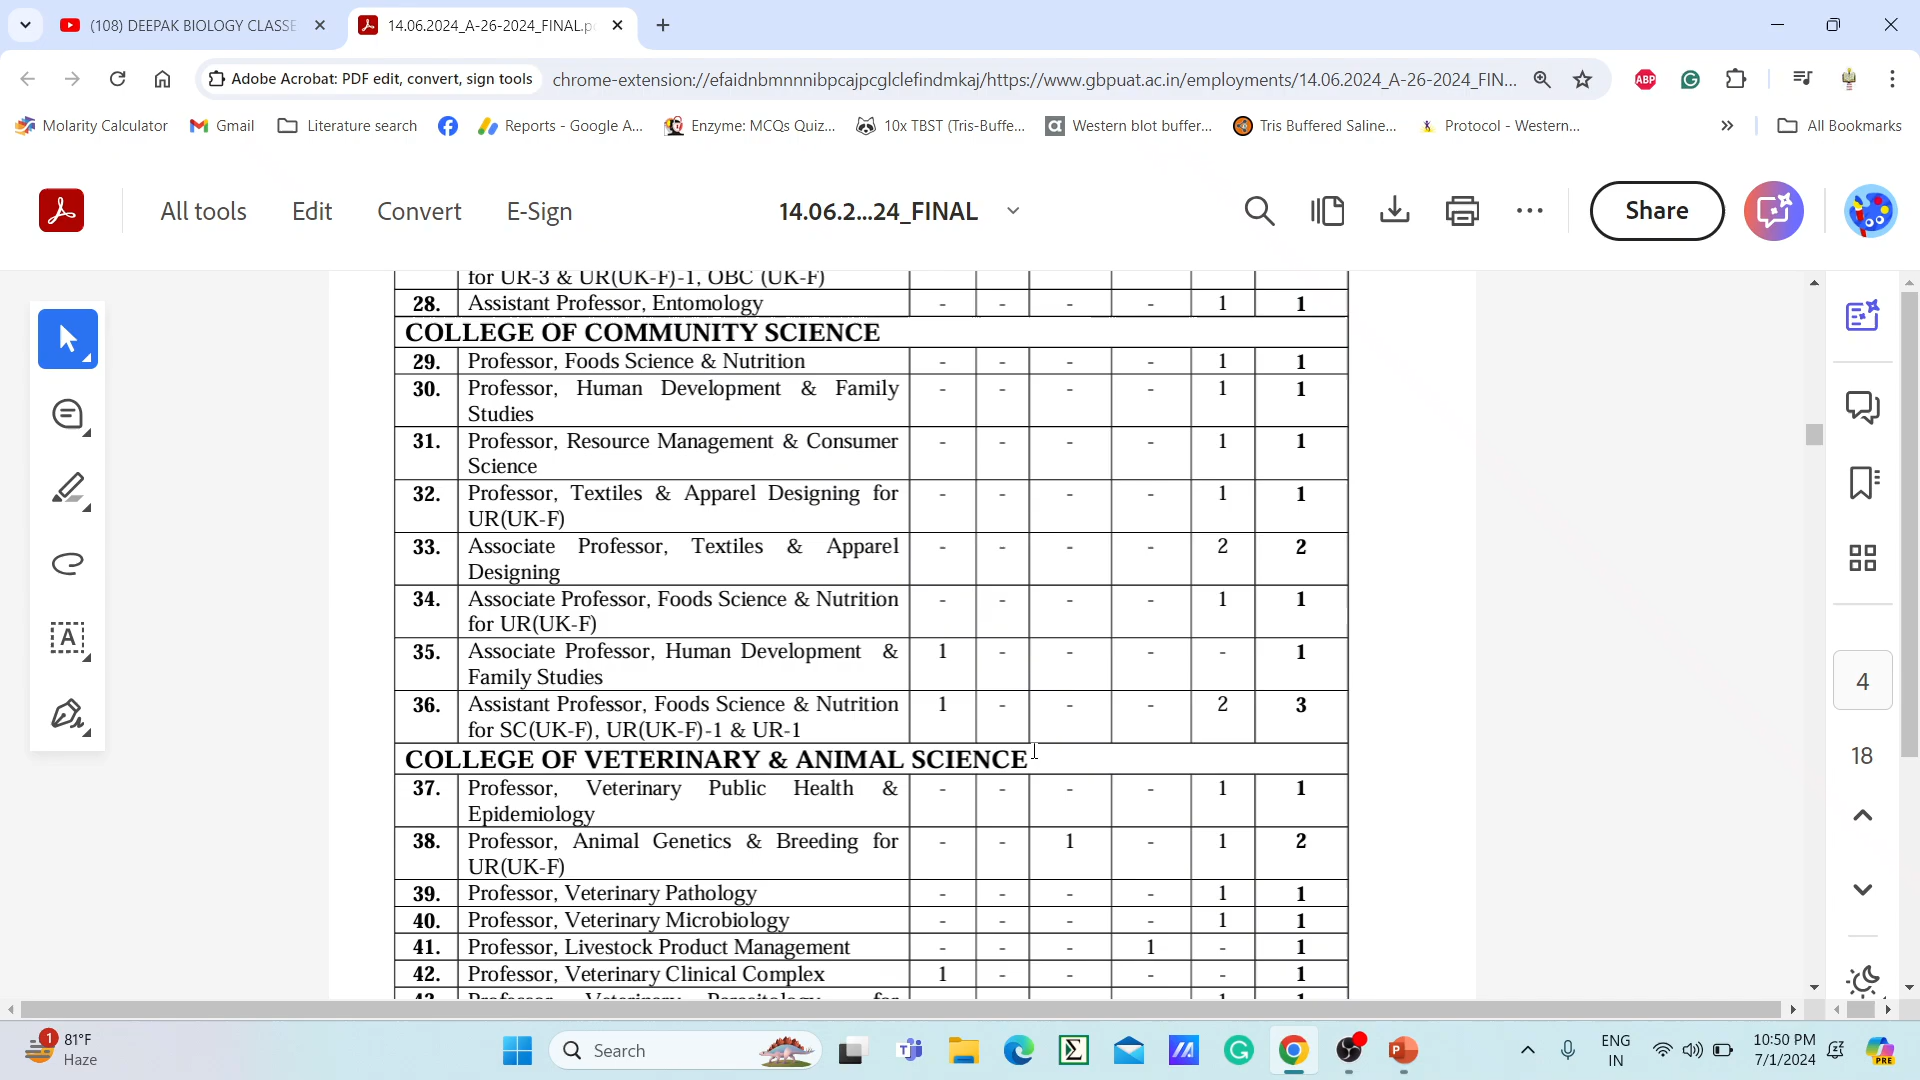 (108) DEEPAK BIOLOGY CLASSE
14.06.2024_A-26-2024_FINAL.p
Adobe Acrobat: PDF edit, convert, sign tools
chrome-extension://efaidnbmnnnibpcajpcglclefindmkaj/https://www.gbpuat.ac.in/employments/14.06.2024_A-26-2024_FIN...
ABP
Molarity Calculator
Gmail
Literature search
Reports - Google A...
Enzyme: MCQs Quiz...
10x TBST (Tris-Buffe...
Western blot buffer...
Tris Buffered Saline...
Protocol - Western...
All Bookmarks
All tools
Edit
Convert
E-Sign
14.06.2...24_FINAL
Share
for UR-3 & UR(UK-F)-1, OBC (UK-F)
28. Assistant Professor, Entomology - - - - 1 1
COLLEGE OF COMMUNITY SCIENCE
29. Professor, Foods Science & Nutrition - - - - 1 1
30. Professor, Human Development & Family - - - - 1 1
Studies
31. Professor, Resource Management & Consumer - - - - 1 1
Science
32. Professor, Textiles & Apparel Designing for - - - - 1 1
UR(UK-F)
33. Associate Professor, Textiles & Apparel - - - - 2 2
Designing
34. Associate Professor, Foods Science & Nutrition - - - - 1 1
for UR(UK-F)
35. Associate Professor, Human Development & 1 - - - - 1
Family Studies
36. Assistant Professor, Foods Science & Nutrition 1 - - - 2 3
for SC(UK-F), UR(UK-F)-1 & UR-1
COLLEGE OF VETERINARY & ANIMAL SCIENCE
37. Professor, Veterinary Public Health & - - - - 1 1
Epidemiology
38. Professor, Animal Genetics & Breeding for - - 1 - 1 2
UR(UK-F)
39. Professor, Veterinary Pathology - - - - 1 1
40. Professor, Veterinary Microbiology - - - - 1 1
41. Professor, Livestock Product Management - - - 1 - 1
42. Professor, Veterinary Clinical Complex 1 - - - - 1
43. Professor, Veterinary Parasitology for 1 1
4
18
1
81°F
Haze
Search
ENG
IN
10:50 PM
7/1/2024
PRE